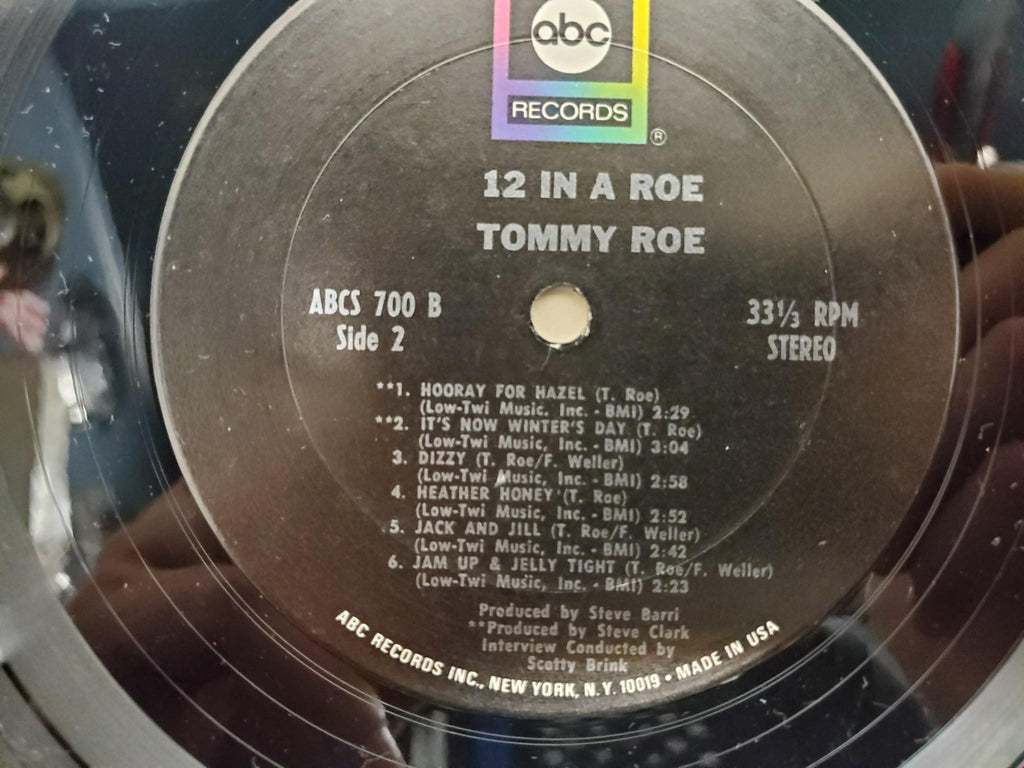 abc
RECORDS
®
12 IN A ROE
TOMMY ROE
ABCS 700 B
Side 2
33⅓ RPM
STEREO
**1. HOORAY FOR HAZEL (T. Roe)
(Low-Twi Music, Inc. - BMI) 2:29
**2. IT'S NOW WINTER'S DAY (T. Roe)
(Low-Twi Music, Inc. - BMI) 3:04
3. DIZZY (T. Roe/F. Weller)
(Low-Twi Music, Inc. - BMI) 2:58
4. HEATHER HONEY (T. Roe)
(Low-Twi Music, Inc. - BMI) 2:52
5. JACK AND JILL (T. Roe/F. Weller)
(Low-Twi Music, Inc. - BMI) 2:42
6. JAM UP & JELLY TIGHT (T. Roe/F. Weller)
(Low-Twi Music, Inc. - BMI) 2:23
Produced by Steve Barri
**Produced by Steve Clark
Interview Conducted by
Scotty Brink
ABC RECORDS INC., NEW YORK, N.Y. 10019 • MADE IN USA